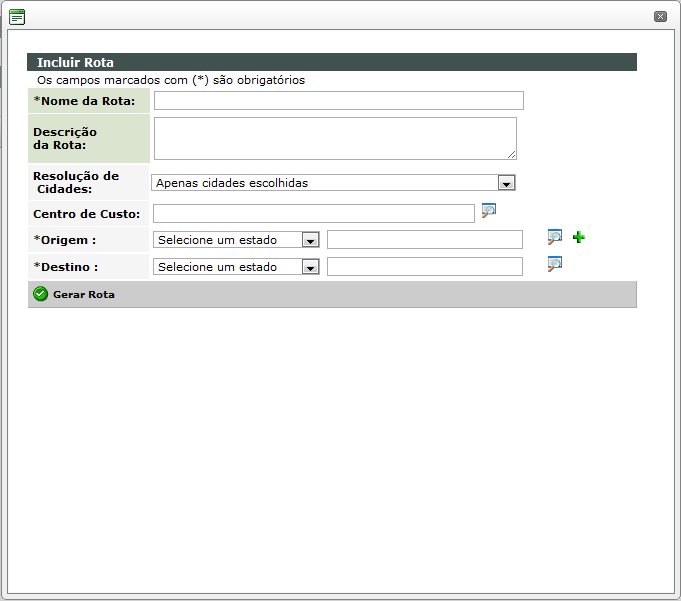 Incluir Rota
Os campos marcados com (*) são obrigatórios
*Nome da Rota:
Descrição
da Rota:
Resolução de
Cidades:
Apenas cidades escolhidas
Centro de Custo:
*Origem :
Selecione um estado
*Destino :
Selecione um estado
Gerar Rota